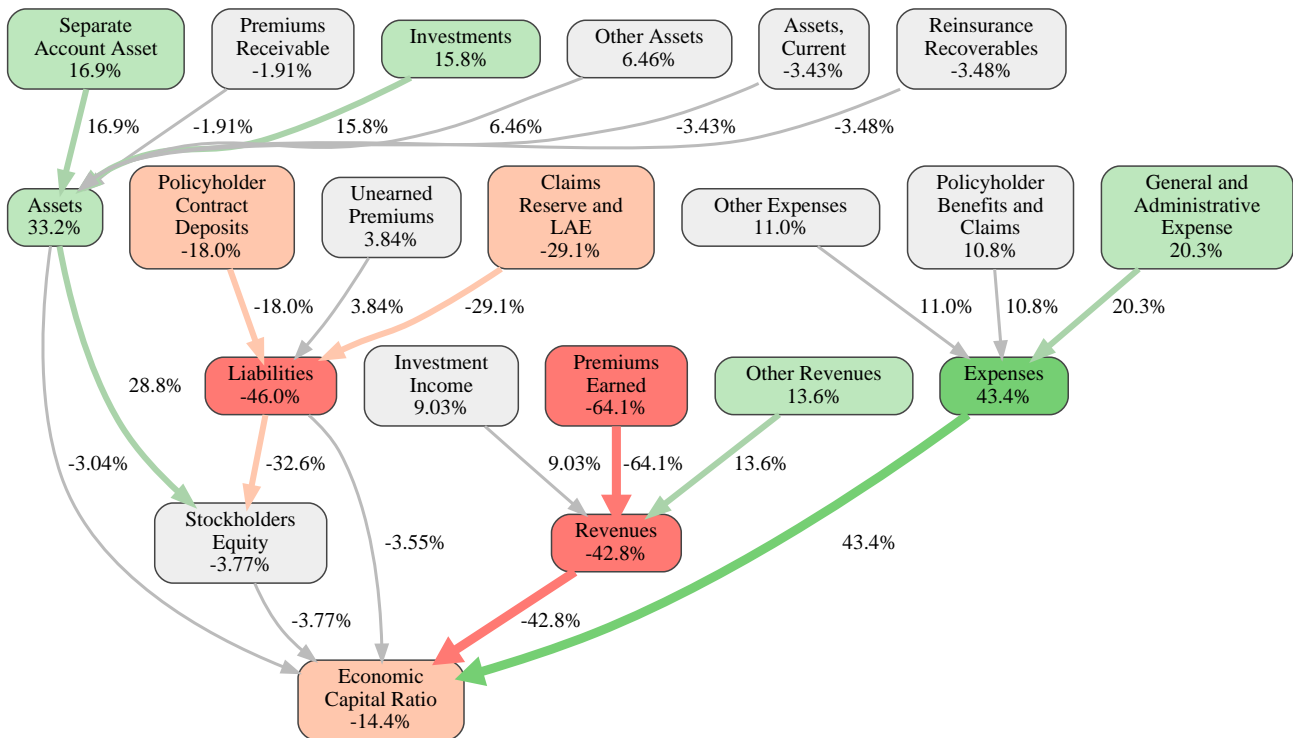 Separate
Account Asset
16.9%
Premiums
Receivable
-1.91%
Investments
15.8%
Other Assets
6.46%
Assets,
Current
-3.43%
Reinsurance
Recoverables
-3.48%
16.9%
-1.91%
15.8%
6.46%
-3.43%
-3.48%
Assets
33.2%
Policyholder
Contract
Deposits
-18.0%
Unearned
Premiums
3.84%
Claims
Reserve and
LAE
-29.1%
Other Expenses
11.0%
Policyholder
Benefits and
Claims
10.8%
General and
Administrative
Expense
20.3%
-18.0%
3.84%
-29.1%
11.0%
10.8%
20.3%
28.8%
Liabilities
-46.0%
Investment
Income
9.03%
Premiums
Earned
-64.1%
Other Revenues
13.6%
Expenses
43.4%
-3.04%
-32.6%
9.03%
-64.1%
13.6%
Stockholders
Equity
-3.77%
-3.55%
Revenues
-42.8%
43.4%
-3.77%
-42.8%
Economic
Capital Ratio
-14.4%